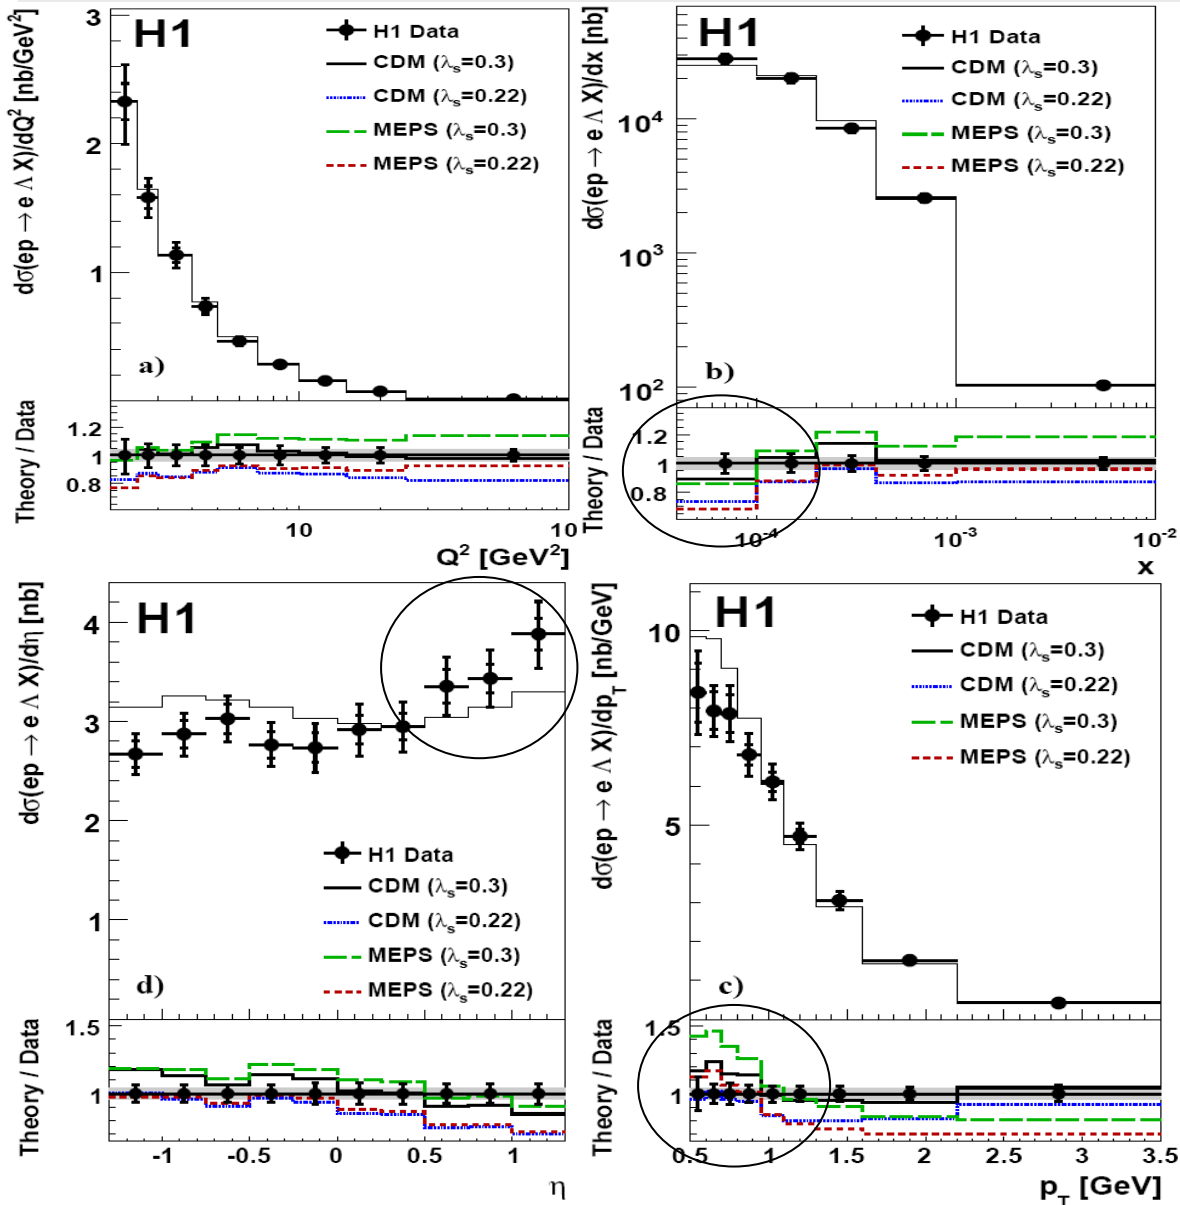 H1
dσ(ep → e Λ X)/dQ² [nb/GeV²]
3
2
1
H1 Data
CDM (λs=0.3)
CDM (λs=0.22)
MEPS (λs=0.3)
MEPS (λs=0.22)
a)
Theory / Data
1.2
1
0.8
10 10
Q² [GeV²]
H1
dσ(ep → e Λ X)/dx [nb]
10⁴
10³
10²
H1 Data
CDM (λs=0.3)
CDM (λs=0.22)
MEPS (λs=0.3)
MEPS (λs=0.22)
b)
Theory / Data
1.2
1
0.8
10⁻⁴ 10⁻³ 10⁻²
x
H1
dσ(ep → e Λ X)/dη [nb]
4
3
2
1
H1 Data
CDM (λs=0.3)
CDM (λs=0.22)
MEPS (λs=0.3)
MEPS (λs=0.22)
d)
Theory / Data
1.5
1
-1 -0.5 0 0.5 1
η
H1
dσ(ep → e Λ X)/dpT [nb/GeV]
10
5
H1 Data
CDM (λs=0.3)
CDM (λs=0.22)
MEPS (λs=0.3)
MEPS (λs=0.22)
c)
Theory / Data
1.5
1
0.5 1 1.5 2 2.5 3 3.5
pT [GeV]